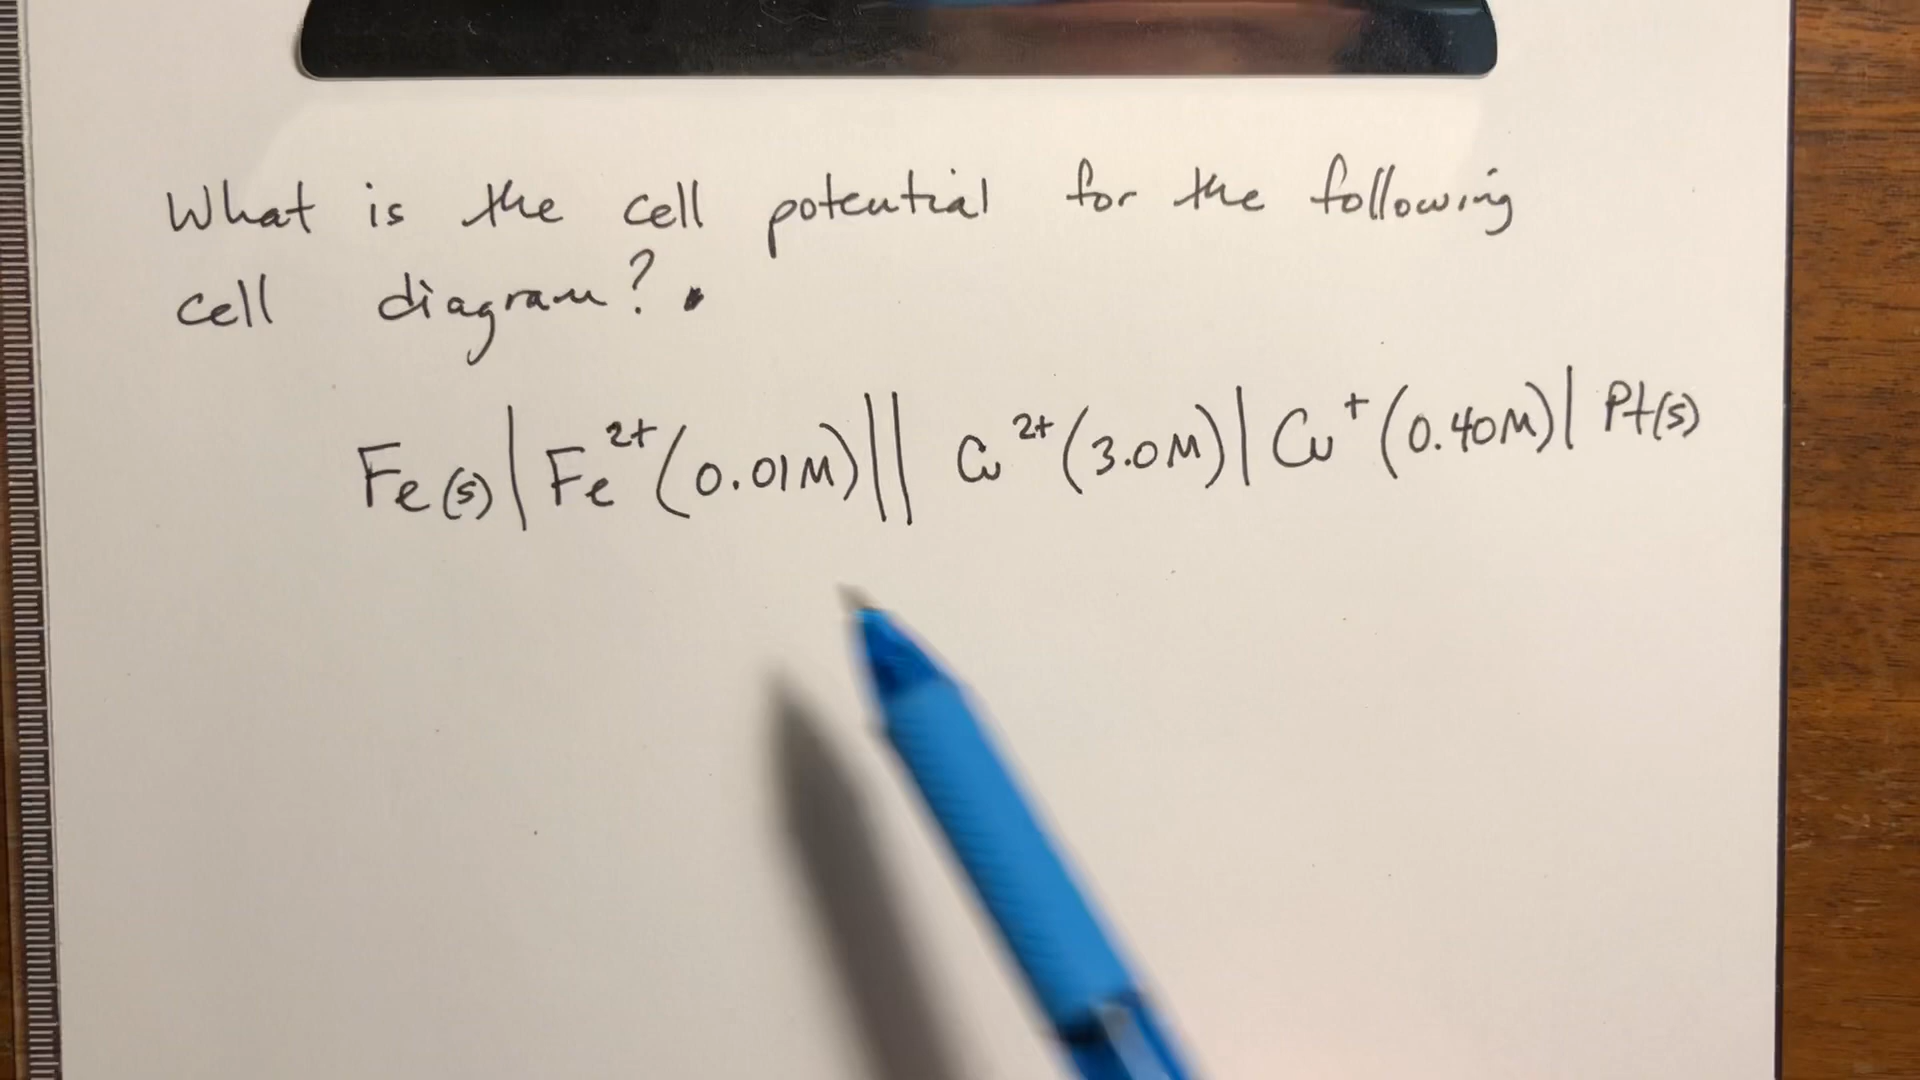 What is the cell potential for the following
cell diagram?
Fe(s)|Fe²⁺(0.01M)||Cu²⁺(3.0M)|Cu⁺(0.40M)|Pt(s)